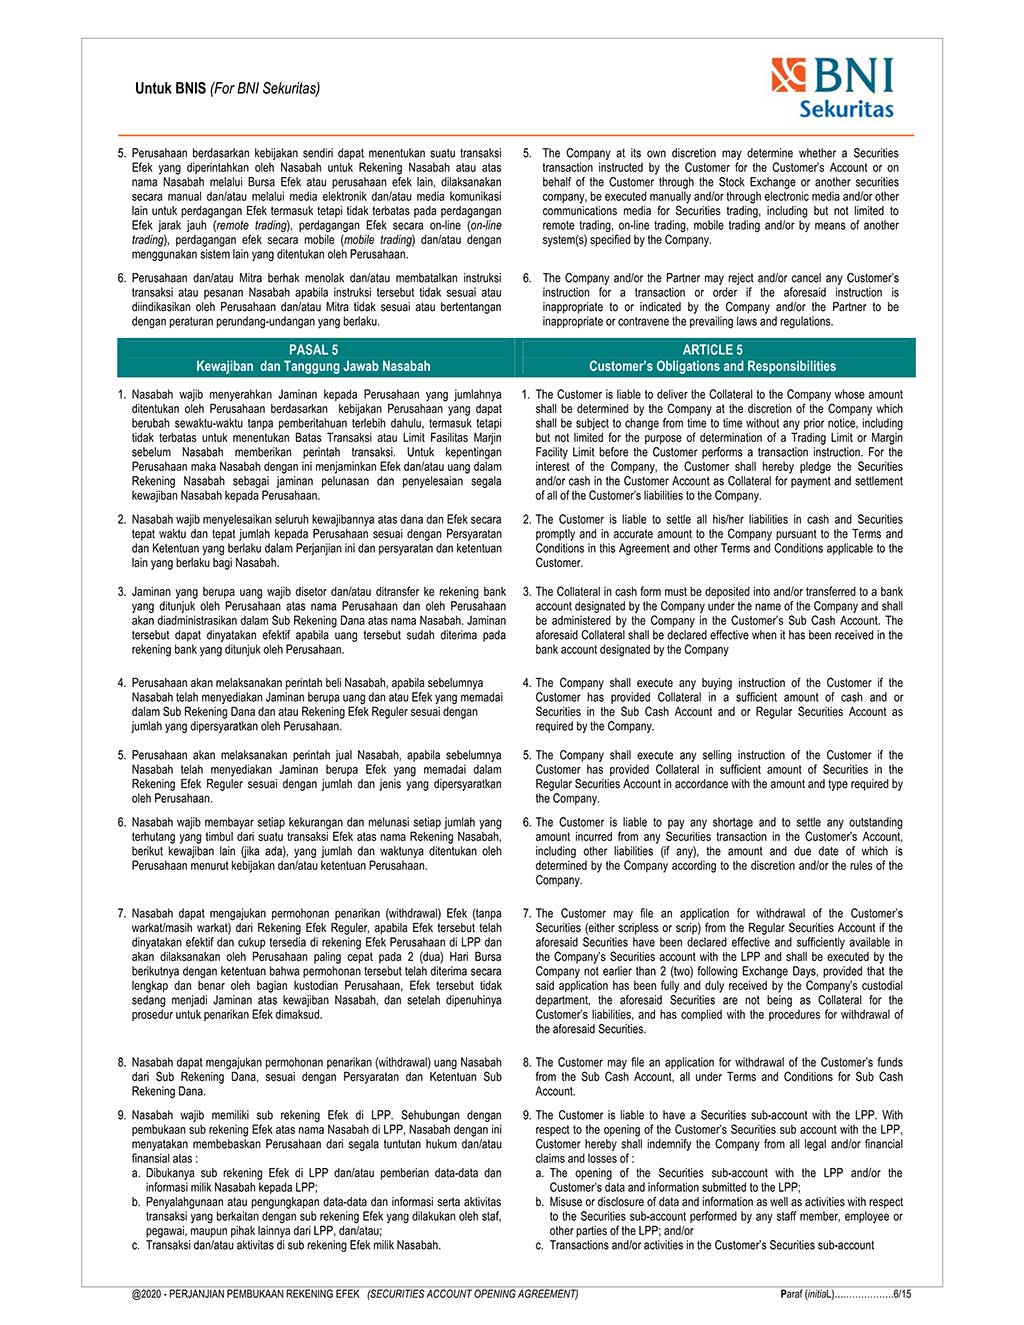 Untuk BNIS (For BNI Sekuritas)
BNI
Sekuritas
5. Perusahaan berdasarkan kebijakan sendiri dapat menentukan suatu transaksi
Efek yang diperintahkan oleh Nasabah untuk Rekening Nasabah atau atas
nama Nasabah melalui Bursa Efek atau perusahaan efek lain, dilaksanakan
secara manual dan/atau melalui media elektronik dan/atau media komunikasi
lain untuk perdagangan Efek termasuk tetapi tidak terbatas pada perdagangan
Efek jarak jauh (remote trading), perdagangan Efek secara on-line (on-line
trading), perdagangan efek secara mobile (mobile trading) dan/atau dengan
menggunakan sistem lain yang ditentukan oleh Perusahaan.
6. Perusahaan dan/atau Mitra berhak menolak dan/atau membatalkan instruksi
transaksi atau pesanan Nasabah apabila instruksi tersebut tidak sesuai atau
diindikasikan oleh Perusahaan dan/atau Mitra tidak sesuai atau bertentangan
dengan peraturan perundang-undangan yang berlaku.
5. The Company at its own discretion may determine whether a Securities
transaction instructed by the Customer for the Customer's Account or on
behalf of the Customer through the Stock Exchange or another securities
company, be executed manually and/or through electronic media and/or other
communications media for Securities trading, including but not limited to
remote trading, on-line trading, mobile trading and/or by means of another
system(s) specified by the Company.
6. The Company and/or the Partner may reject and/or cancel any Customer's
instruction for a transaction or order if the aforesaid instruction is
inappropriate to or indicated by the Company and/or the Partner to be
inappropriate or contravene the prevailing laws and regulations.
PASAL 5
Kewajiban dan Tanggung Jawab Nasabah
ARTICLE 5
Customer's Obligations and Responsibilities
1. Nasabah wajib menyerahkan Jaminan kepada Perusahaan yang jumlahnya
ditentukan oleh Perusahaan berdasarkan kebijakan Perusahaan yang dapat
berubah sewaktu-waktu tanpa pemberitahuan terlebih dahulu, termasuk tetapi
tidak terbatas untuk menentukan Batas Transaksi atau Limit Fasilitas Marjin
sebelum Nasabah memberikan perintah transaksi. Untuk kepentingan
Perusahaan maka Nasabah dengan ini menjaminkan Efek dan/atau uang dalam
Rekening Nasabah sebagai jaminan pelunasan dan penyelesaian segala
kewajiban Nasabah kepada Perusahaan.
2. Nasabah wajib menyelesaikan seluruh kewajibannya atas dana dan Efek secara
tepat waktu dan tepat jumlah kepada Perusahaan sesuai dengan Persyaratan
dan Ketentuan yang berlaku dalam Perjanjian ini dan persyaratan dan ketentuan
lain yang berlaku bagi Nasabah.
3. Jaminan yang berupa uang wajib disetor dan/atau ditransfer ke rekening bank
yang ditunjuk oleh Perusahaan atas nama Perusahaan dan oleh Perusahaan
akan diadministrasikan dalam Sub Rekening Dana atas nama Nasabah. Jaminan
tersebut dapat dinyatakan efektif apabila uang tersebut sudah diterima pada
rekening bank yang ditunjuk oleh Perusahaan.
4. Perusahaan akan melaksanakan perintah beli Nasabah, apabila sebelumnya
Nasabah telah menyediakan Jaminan berupa uang dan atau Efek yang memadai
dalam Sub Rekening Dana dan atau Rekening Efek Reguler sesuai dengan
jumlah yang dipersyaratkan oleh Perusahaan.
5. Perusahaan akan melaksanakan perintah jual Nasabah, apabila sebelumnya
Nasabah telah menyediakan Jaminan berupa Efek yang memadai dalam
Rekening Efek Reguler sesuai dengan jumlah dan jenis yang dipersyaratkan
oleh Perusahaan.
6. Nasabah wajib membayar setiap kekurangan dan melunasi setiap jumlah yang
terhutang yang timbul dari suatu transaksi Efek atas nama Rekening Nasabah,
berikut kewajiban lain (jika ada), yang jumlah dan waktunya ditentukan oleh
Perusahaan menurut kebijakan dan/atau ketentuan Perusahaan.
7. Nasabah dapat mengajukan permohonan penarikan (withdrawal) Efek (tanpa
warkat/masih warkat) dari Rekening Efek Reguler, apabila Efek tersebut telah
dinyatakan efektif dan cukup tersedia di rekening Efek Perusahaan di LPP dan
akan dilaksanakan oleh Perusahaan paling cepat pada 2 (dua) Hari Bursa
berikutnya dengan ketentuan bahwa permohonan tersebut telah diterima secara
lengkap dan benar oleh bagian kustodian Perusahaan, Efek tersebut tidak
sedang menjadi Jaminan atas kewajiban Nasabah, dan setelah dipenuhinya
prosedur untuk penarikan Efek dimaksud.
8. Nasabah dapat mengajukan permohonan penarikan (withdrawal) uang Nasabah
dari Sub Rekening Dana, sesuai dengan Persyaratan dan Ketentuan Sub
Rekening Dana.
9. Nasabah wajib memiliki sub rekening Efek di LPP. Sehubungan dengan
pembukaan sub rekening Efek atas nama Nasabah di LPP, Nasabah dengan ini
menyatakan membebaskan Perusahaan dari segala tuntutan hukum dan/atau
finansial atas :
a. Dibukanya sub rekening Efek di LPP dan/atau pemberian data-data dan
informasi milik Nasabah kepada LPP;
b. Penyalahgunaan atau pengungkapan data-data dan informasi serta aktivitas
transaksi yang berkaitan dengan sub rekening Efek yang dilakukan oleh staf,
pegawai, maupun pihak lainnya dari LPP, dan/atau;
c. Transaksi dan/atau aktivitas di sub rekening Efek milik Nasabah.
1. The Customer is liable to deliver the Collateral to the Company whose amount
shall be determined by the Company at the discretion of the Company which
shall be subject to change from time to time without any prior notice, including
but not limited for the purpose of determination of a Trading Limit or Margin
Facility Limit before the Customer performs a transaction instruction. For the
interest of the Company, the Customer shall hereby pledge the Securities
and/or cash in the Customer Account as Collateral for payment and settlement
of all of the Customer's liabilities to the Company.
2. The Customer is liable to settle all his/her liabilities in cash and Securities
promptly and in accurate amount to the Company pursuant to the Terms and
Conditions in this Agreement and other Terms and Conditions applicable to the
Customer.
3. The Collateral in cash form must be deposited into and/or transferred to a bank
account designated by the Company under the name of the Company and shall
be administered by the Company in the Customer's Sub Cash Account. The
aforesaid Collateral shall be declared effective when it has been received in the
bank account designated by the Company
4. The Company shall execute any buying instruction of the Customer if the
Customer has provided Collateral in a sufficient amount of cash and or
Securities in the Sub Cash Account and or Regular Securities Account as
required by the Company.
5. The Company shall execute any selling instruction of the Customer if the
Customer has provided Collateral in sufficient amount of Securities in the
Regular Securities Account in accordance with the amount and type required by
the Company.
6. The Customer is liable to pay any shortage and to settle any outstanding
amount incurred from any Securities transaction in the Customer's Account,
including other liabilities (if any), the amount and due date of which is
determined by the Company according to the discretion and/or the rules of the
Company.
7. The Customer may file an application for withdrawal of the Customer's
Securities (either scripless or scrip) from the Regular Securities Account if the
aforesaid Securities have been declared effective and sufficiently available in
the Company's Securities account with the LPP and shall be executed by the
Company not earlier than 2 (two) following Exchange Days, provided that the
said application has been fully and duly received by the Company's custodial
department, the aforesaid Securities are not being as Collateral for the
Customer's liabilities, and has complied with the procedures for withdrawal of
the aforesaid Securities.
8. The Customer may file an application for withdrawal of the Customer's funds
from the Sub Cash Account, all under Terms and Conditions for Sub Cash
Account.
9. The Customer is liable to have a Securities sub-account with the LPP. With
respect to the opening of the Customer's Securities sub account with the LPP,
Customer hereby shall indemnify the Company from all legal and/or financial
claims and losses of :
a. The opening of the Securities sub-account with the LPP and/or the
Customer's data and information submitted to the LPP;
b. Misuse or disclosure of data and information as well as activities with respect
to the Securities sub-account performed by any staff member, employee or
other parties of the LPP; and/or
c. Transactions and/or activities in the Customer's Securities sub-account
@2020 - PERJANJIAN PEMBUKAAN REKENING EFEK (SECURITIES ACCOUNT OPENING AGREEMENT)
Paraf (initiaL)....................6/15